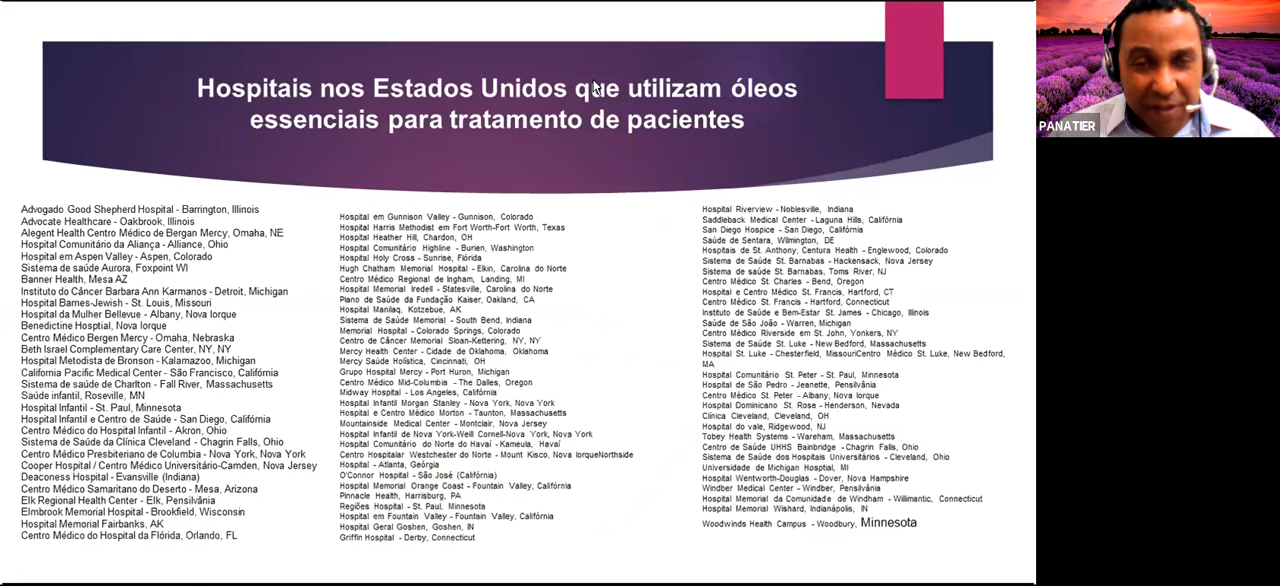 Hospitais nos Estados Unidos que utilizam óleos
essenciais para tratamento de pacientes
PANATIER
Advogado Good Shepherd Hospital - Barrington, Illinois
Advocate Healthcare - Oakbrook, Illinois
Alegent Health Centro Médico de Bergan Mercy, Omaha, NE
Hospital Comunitário da Aliança - Alliance, Ohio
Hospital em Aspen Valley - Aspen, Colorado
Sistema de saúde Aurora, Foxpoint WI
Banner Health, Mesa AZ
Instituto do Câncer Barbara Ann Karmanos - Detroit, Michigan
Hospital Barnes-Jewish - St. Louis, Missouri
Hospital da Mulher Bellevue - Albany, Nova Iorque
Benedictine Hosptial, Nova Iorque
Centro Médico Bergen Mercy - Omaha, Nebraska
Beth Israel Complementary Care Center, NY, NY
Hospital Metodista de Bronson - Kalamazoo, Michigan
California Pacific Medical Center - São Francisco, Califórnia
Sistema de saúde de Charlton - Fall River, Massachusetts
Saúde infantil, Roseville, MN
Hospital Infantil - St. Paul, Minnesota
Hospital Infantil e Centro de Saúde - San Diego, Califórnia
Centro Médico do Hospital Infantil - Akron, Ohio
Sistema de Saúde da Clínica Cleveland - Chagrin Falls, Ohio
Centro Médico Presbiteriano de Columbia - Nova York, Nova York
Cooper Hospital / Centro Médico Universitário-Camden, Nova Jersey
Deaconess Hospital - Evansville (Indiana)
Centro Médico Samaritano do Deserto - Mesa, Arizona
Elk Regional Health Center - Elk, Pensilvânia
Elmbrook Memorial Hospital - Brookfield, Wisconsin
Hospital Memorial Fairbanks, AK
Centro Médico do Hospital da Flórida, Orlando, FL
Hospital em Gunnison Valley - Gunnison, Colorado
Hospital Harris Methodist em Fort Worth-Fort Worth, Texas
Hospital Heather Hill, Chardon, OH
Hospital Comunitário Highline - Burien, Washington
Hospital Holy Cross - Sunrise, Flórida
Hugh Chatham Memorial Hospital - Elkin, Carolina do Norte
Centro Médico Regional de Ingham, Landing, MI
Hospital Memorial Iredell - Statesville, Carolina do Norte
Plano de Saúde da Fundação Kaiser, Oakland, CA
Hospital Manilaq, Kotzebue, AK
Sistema de Saúde Memorial - South Bend, Indiana
Memorial Hospital - Colorado Springs, Colorado
Centro de Câncer Memorial Sloan-Kettering, NY, NY
Mercy Health Center - Cidade de Oklahoma, Oklahoma
Mercy Saúde Holística, Cincinnati, OH
Grupo Hospital Mercy - Port Huron, Michigan
Centro Médico Mid-Columbia - The Dalles, Oregon
Midway Hospital - Los Angeles, Califórnia
Hospital Infantil Morgan Stanley - Nova York, Nova York
Hospital e Centro Médico Morton - Taunton, Massachusetts
Mountainside Medical Center - Montclair, Nova Jersey
Hospital Infantil de Nova York-Weill Cornell-Nova York, Nova York
Hospital Comunitário do Norte do Havaí - Kameula, Havaí
Centro Hospitalar Westchester do Norte - Mount Kisco, Nova IorqueNorthside
Hospital - Atlanta, Geórgia
O'Connor Hospital - São José (Califórnia)
Hospital Memorial Orange Coast - Fountain Valley, Califórnia
Pinnacle Health, Harrisburg, PA
Regiões Hospital - St. Paul, Minnesota
Hospital em Fountain Valley - Fountain Valley, Califórnia
Hospital Geral Goshen, Goshen, IN
Griffin Hospital - Derby, Connecticut
Hospital Riverview - Noblesville, Indiana
Saddleback Medical Center - Laguna Hills, Califórnia
San Diego Hospice - San Diego, Califórnia
Saúde de Sentara, Wilmington, DE
Hospitais de St. Anthony, Centura Health - Englewood, Colorado
Sistema de Saúde St. Barnabas - Hackensack, Nova Jersey
Sistema de saúde St. Barnabas, Toms River, NJ
Centro Médico St. Charles - Bend, Oregon
Hospital e Centro Médico St. Francis, Hartford, CT
Centro Médico St. Francis - Hartford, Connecticut
Instituto de Saúde e Bem-Estar St. James - Chicago, Illinois
Saúde de São João - Warren, Michigan
Centro Médico Riverside em St. John, Yonkers, NY
Sistema de Saúde St. Luke - New Bedford, Massachusetts
Hospital St. Luke - Chesterfield, MissouriCentro Médico St. Luke, New Bedford,
MA
Hospital Comunitário St. Peter - St. Paul, Minnesota
Hospital de São Pedro - Jeanette, Pensilvânia
Centro Médico St. Peter - Albany, Nova Iorque
Hospital Dominicano St. Rose - Henderson, Nevada
Clínica Cleveland, Cleveland, OH
Hospital do vale, Ridgewood, NJ
Tobey Health Systems - Wareham, Massachusetts
Centro de Saúde UHHS Bainbridge - Chagrin Falls, Ohio
Sistema de Saúde dos Hospitais Universitários - Cleveland, Ohio
Universidade de Michigan Hosptial, MI
Hospital Wentworth-Douglas - Dover, Nova Hampshire
Windber Medical Center - Windber, Pensilvânia
Hospital Memorial da Comunidade de Windham - Willimantic, Connecticut
Hospital Memorial Wishard, Indianápolis, IN
Woodwinds Health Campus - Woodbury, Minnesota